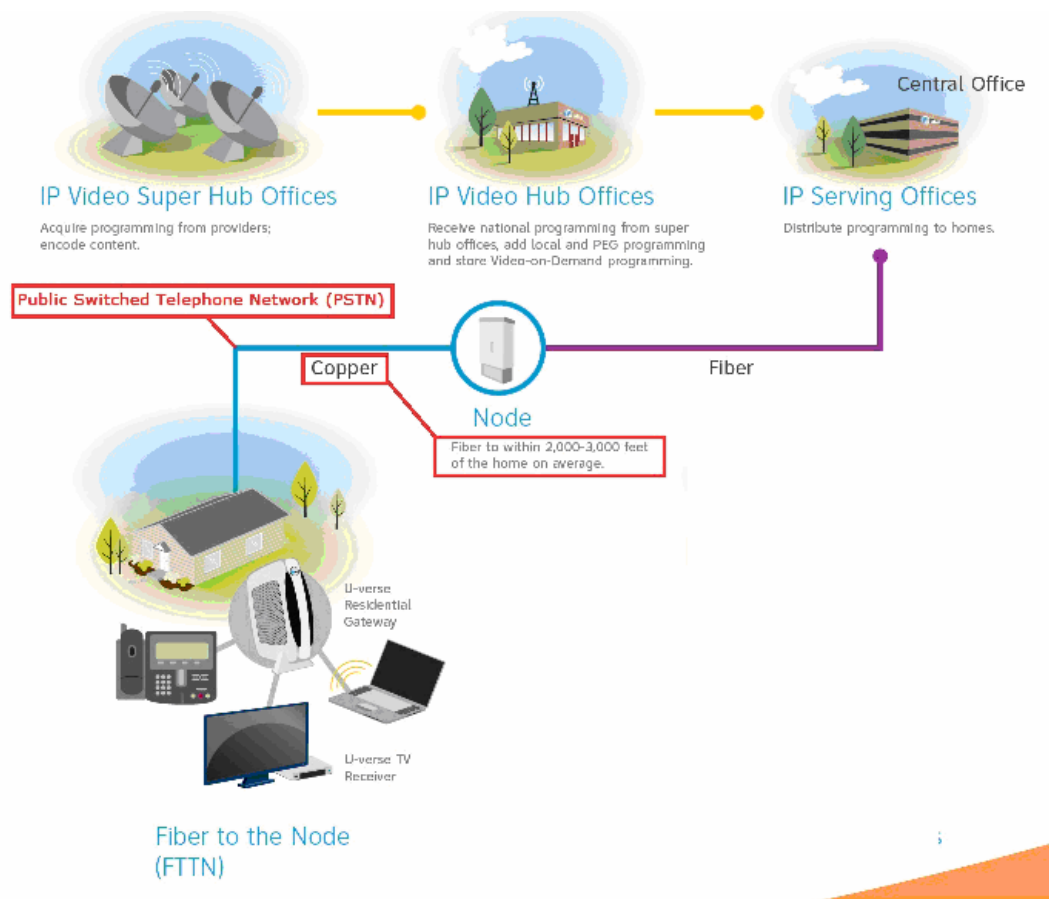 Central Office
IP Video Super Hub Offices
Acquire programming from providers;
encode content.
IP Video Hub Offices
Receive national programming from super
hub offices, add local and PEG programming
and store Video-on-Demand programming.
IP Serving Offices
Distribute programming to homes.
Public Switched Telephone Network (PSTN)
Copper
Fiber
Node
Fiber to within 2,000-3,000 feet
of the home on average.
U-verse
Residential
Gateway
U-verse TV
Receiver
Fiber to the Node
(FTTN)